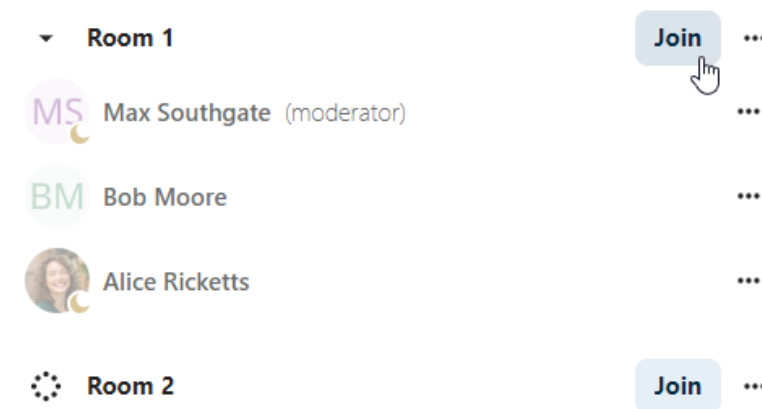 Room 1 Join
MS Max Southgate (moderator)
BM Bob Moore
Alice Ricketts
Room 2 Join